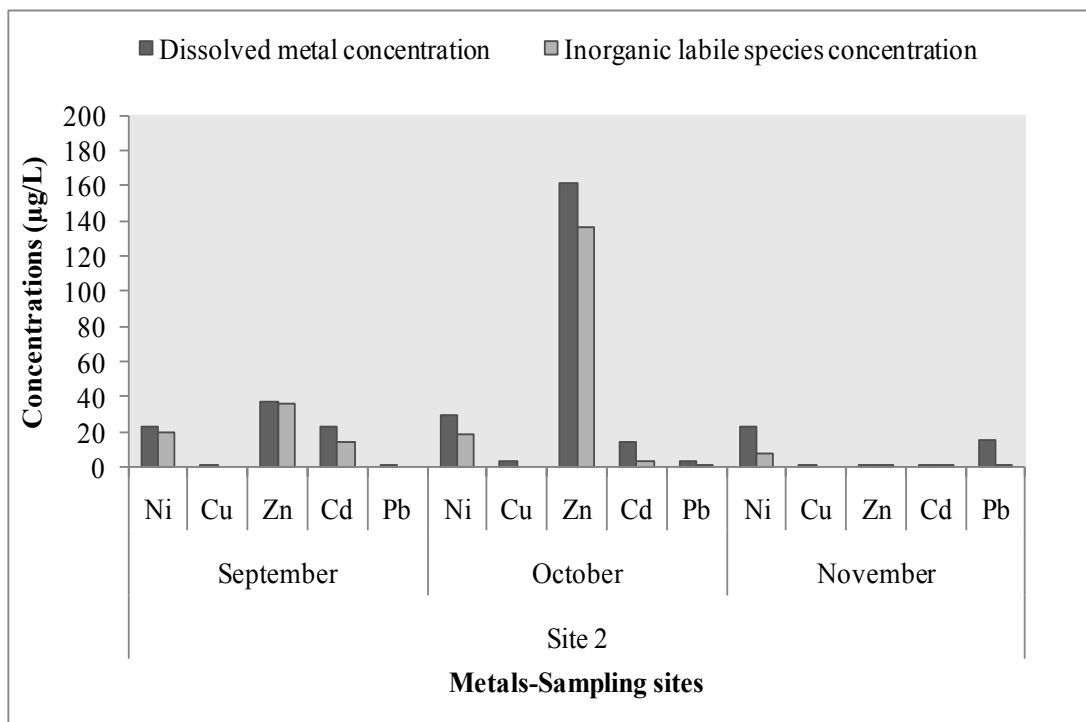 Dissolved metal concentration Inorganic labile species concentration
200
180
160
140
120
100
80
60
40
20
0
Concentrations (µg/L)
Ni Cu Zn Cd Pb Ni Cu Zn Cd Pb Ni Cu Zn Cd Pb
September October November
Site 2
Metals-Sampling sites